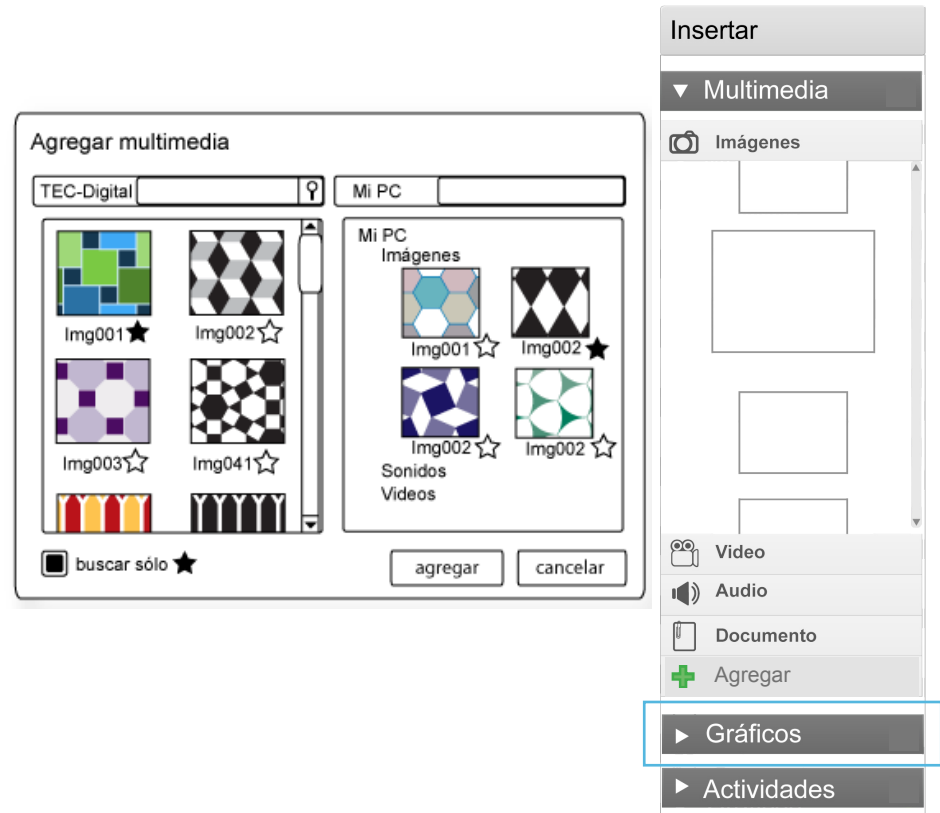 Agregar multimedia
TEC-Digital
Img001 Img002
Img003 Img041
buscar sólo
Mi PC
Mi PC
Imágenes
Img001 Img002
Img002 Img002
Sonidos
Videos
agregar cancelar
Insertar
Multimedia
Imágenes
Video
Audio
Documento
Agregar
Gráficos
Actividades